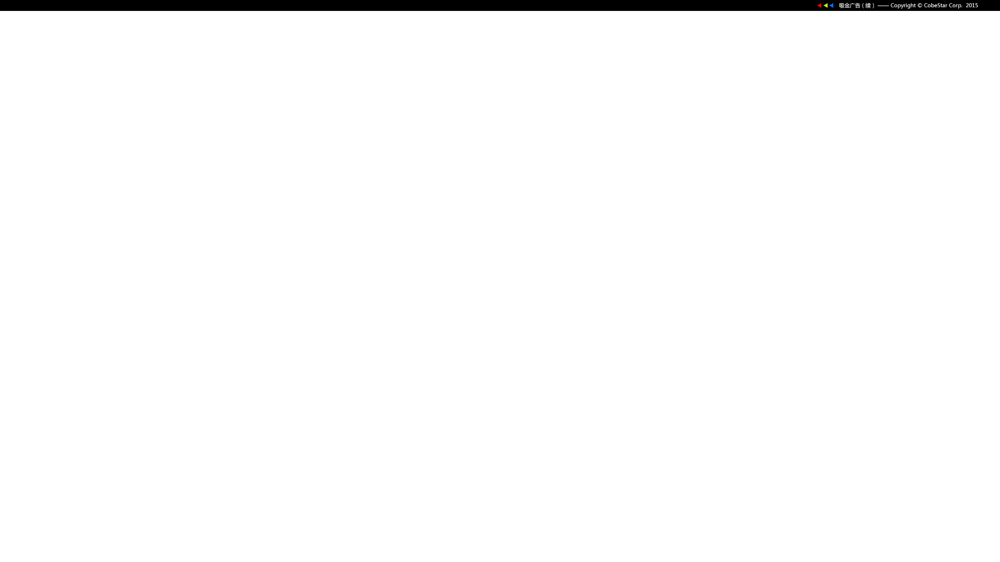 吸金广告 ( 续 ) —— Copyright © CobeStar Corp. 2015